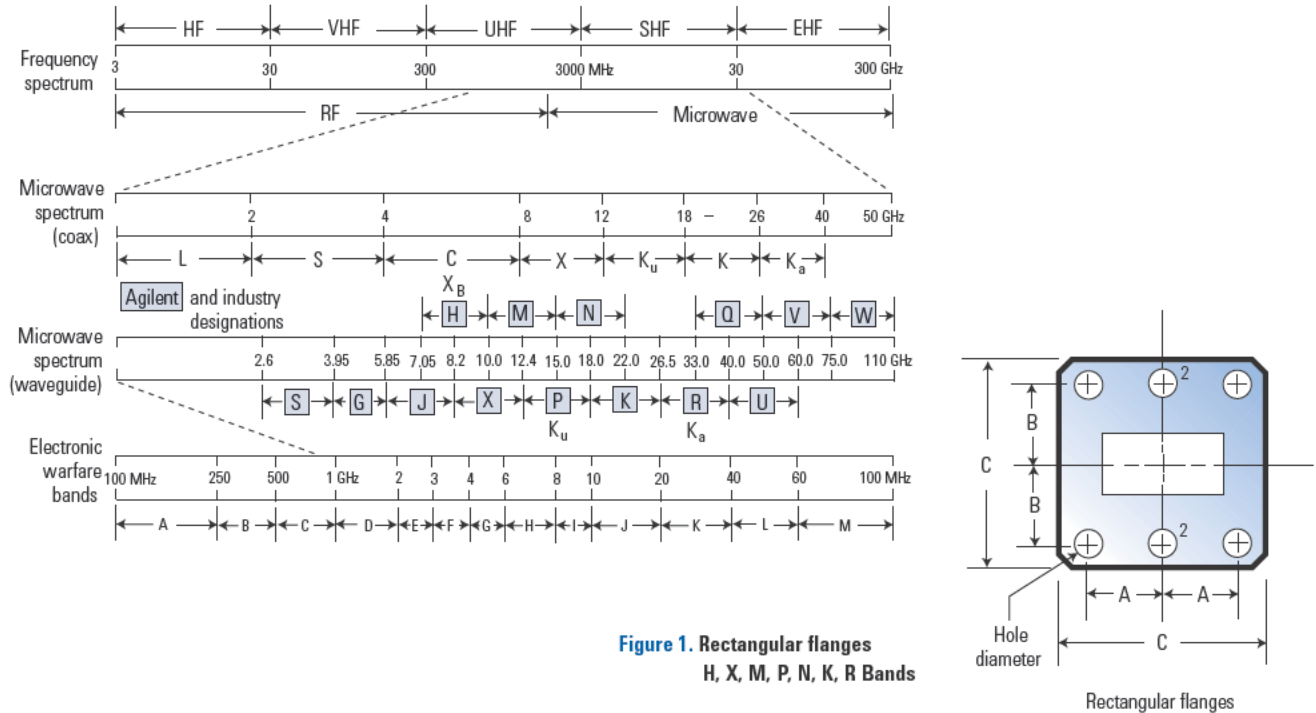 HF VHF UHF SHF EHF
Frequency
spectrum
3 30 300 3000 MHz 30 300 GHz
RF Microwave
Microwave
spectrum
(coax)
2 4 8 12 18 – 26 40 50 GHz
L S C X Ku K Ka
XB
Agilent and industry
designations
H M N Q V W
Microwave
spectrum
(waveguide)
2.6 3.95 5.85 7.05 8.2 10.0 12.4 15.0 18.0 22.0 26.5 33.0 40.0 50.0 60.0 75.0 110 GHz
S G J X P K R U
Ku Ka
Electronic
warfare
bands
100 MHz 250 500 1 GHz 2 3 4 6 8 10 20 40 60 100 MHz
A B C D E F G H I J K L M
2
B
C
B
2
A A
Hole
diameter
C
Rectangular flanges
Figure 1. Rectangular flanges
H, X, M, P, N, K, R Bands